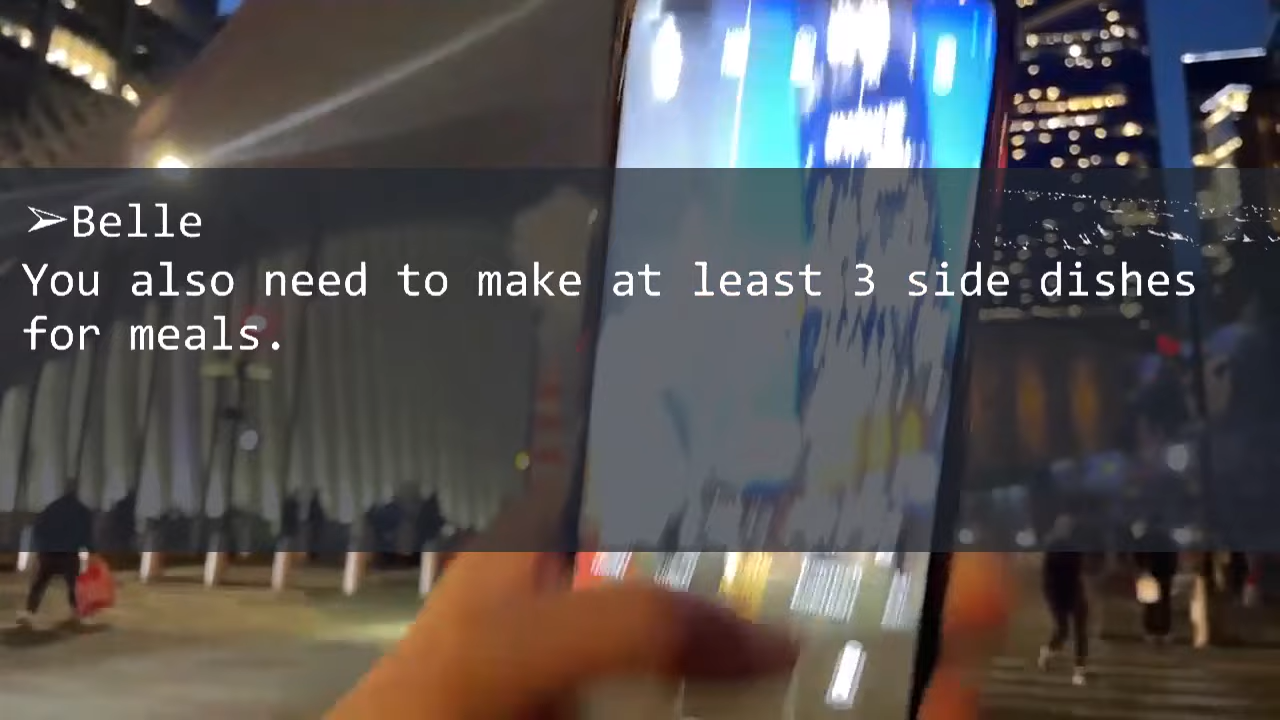 ➢Belle
You also need to make at least 3 side dishes
for meals.